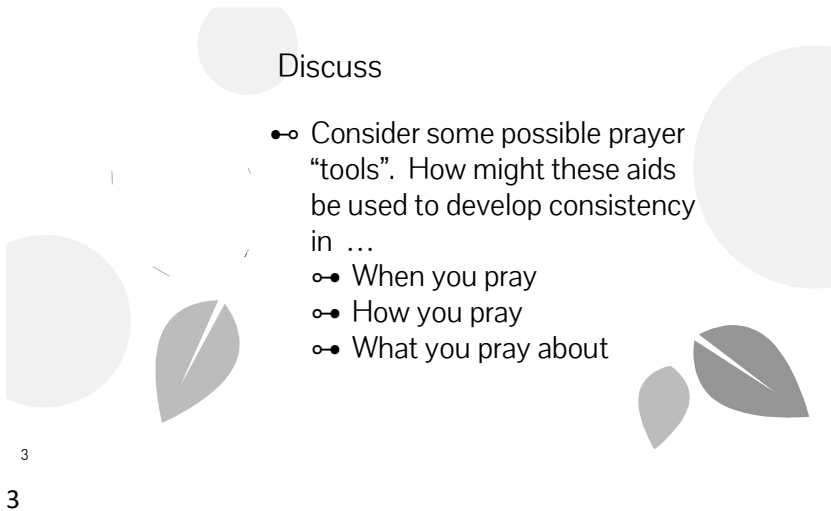 Discuss
Consider some possible prayer
“tools”.  How might these aids
be used to develop consistency
in  …
When you pray
How you pray
What you pray about
3
3